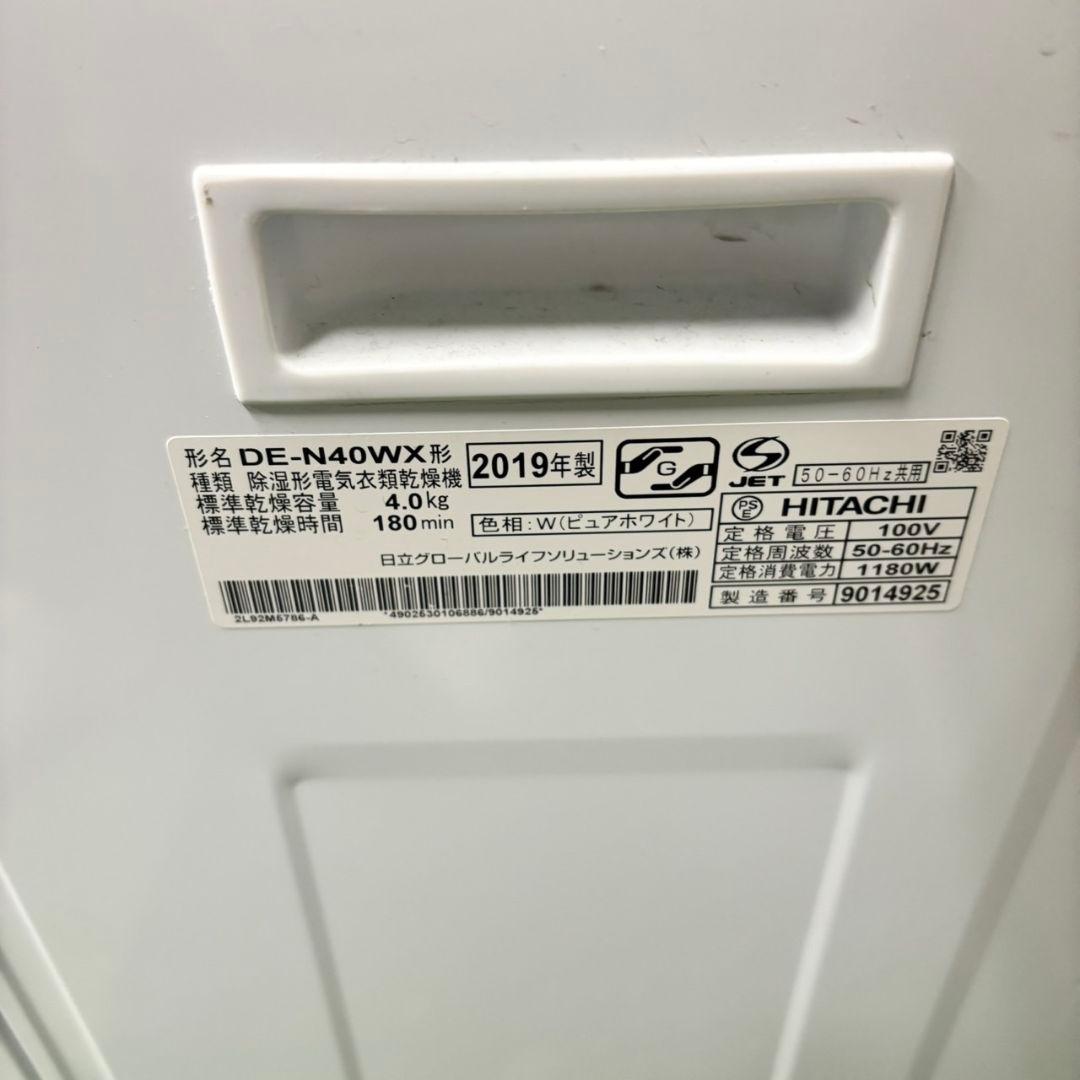 形名 DE-N40WX形
種類 除湿形電気衣類乾燥機
標準乾燥容量 4.0kg
標準乾燥時間 180min
2019年製
色相:W(ピュアホワイト)
日立グローバルライフソリューションズ(株)
2L92M5786-A
*4902530106886/9014925*
G
JET
50-60Hz共用
PSE HITACHI
定格電圧 100V
定格周波数 50-60Hz
定格消費電力 1180W
製造番号 9014925